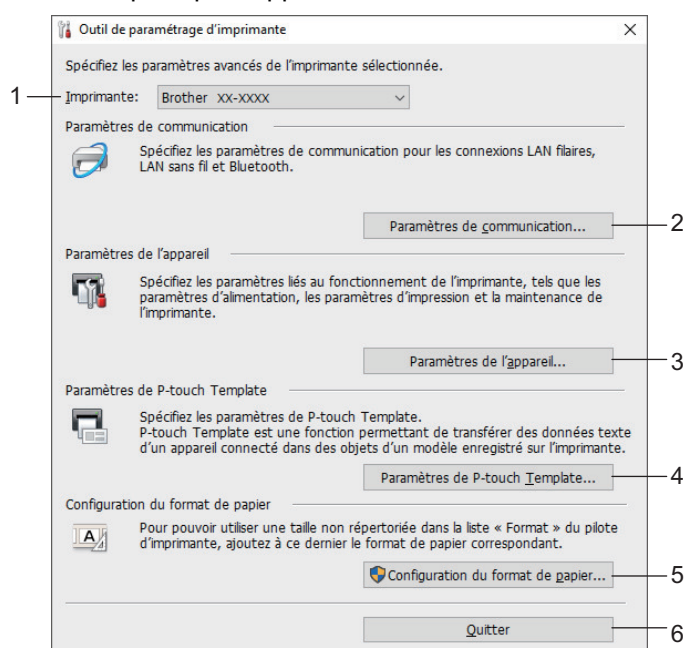 Outil de paramétrage d'imprimante
Spécifiez les paramètres avancés de l'imprimante sélectionnée.
1 Imprimante: Brother XX-XXXX
Paramètres de communication
Spécifiez les paramètres de communication pour les connexions LAN filaires,
LAN sans fil et Bluetooth.
Paramètres de communication... 2
Paramètres de l'appareil
Spécifiez les paramètres liés au fonctionnement de l'imprimante, tels que les
paramètres d'alimentation, les paramètres d'impression et la maintenance de
l'imprimante.
Paramètres de l'appareil... 3
Paramètres de P-touch Template
Spécifiez les paramètres de P-touch Template.
P-touch Template est une fonction permettant de transférer des données texte
d'un appareil connecté dans des objets d'un modèle enregistré sur l'imprimante.
Paramètres de P-touch Template... 4
Configuration du format de papier
Pour pouvoir utiliser une taille non répertoriée dans la liste « Format » du pilote
d'imprimante, ajoutez à ce dernier le format de papier correspondant.
Configuration du format de papier... 5
Quitter 6